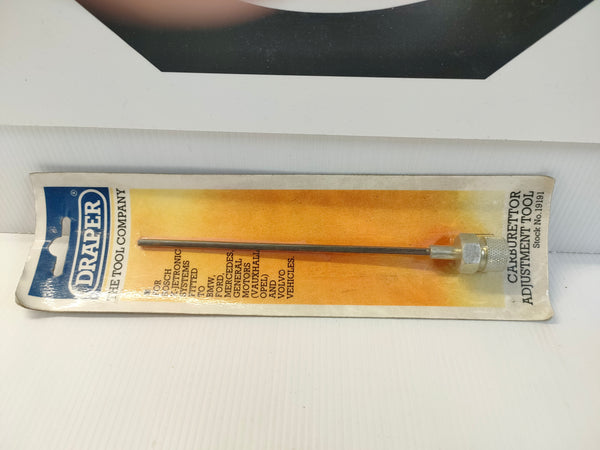 DRAPER®
THE TOOL COMPANY
FOR
BOSCH
K-JETRONIC
SYSTEMS
FITTED
TO
BMW,
FORD,
MERCEDES,
GENERAL
MOTORS
(VAUXHALL
OPEL)
AND
VOLVO
VEHICLES.
CARBURETTOR
ADJUSTMENT TOOL
Stock No.19191